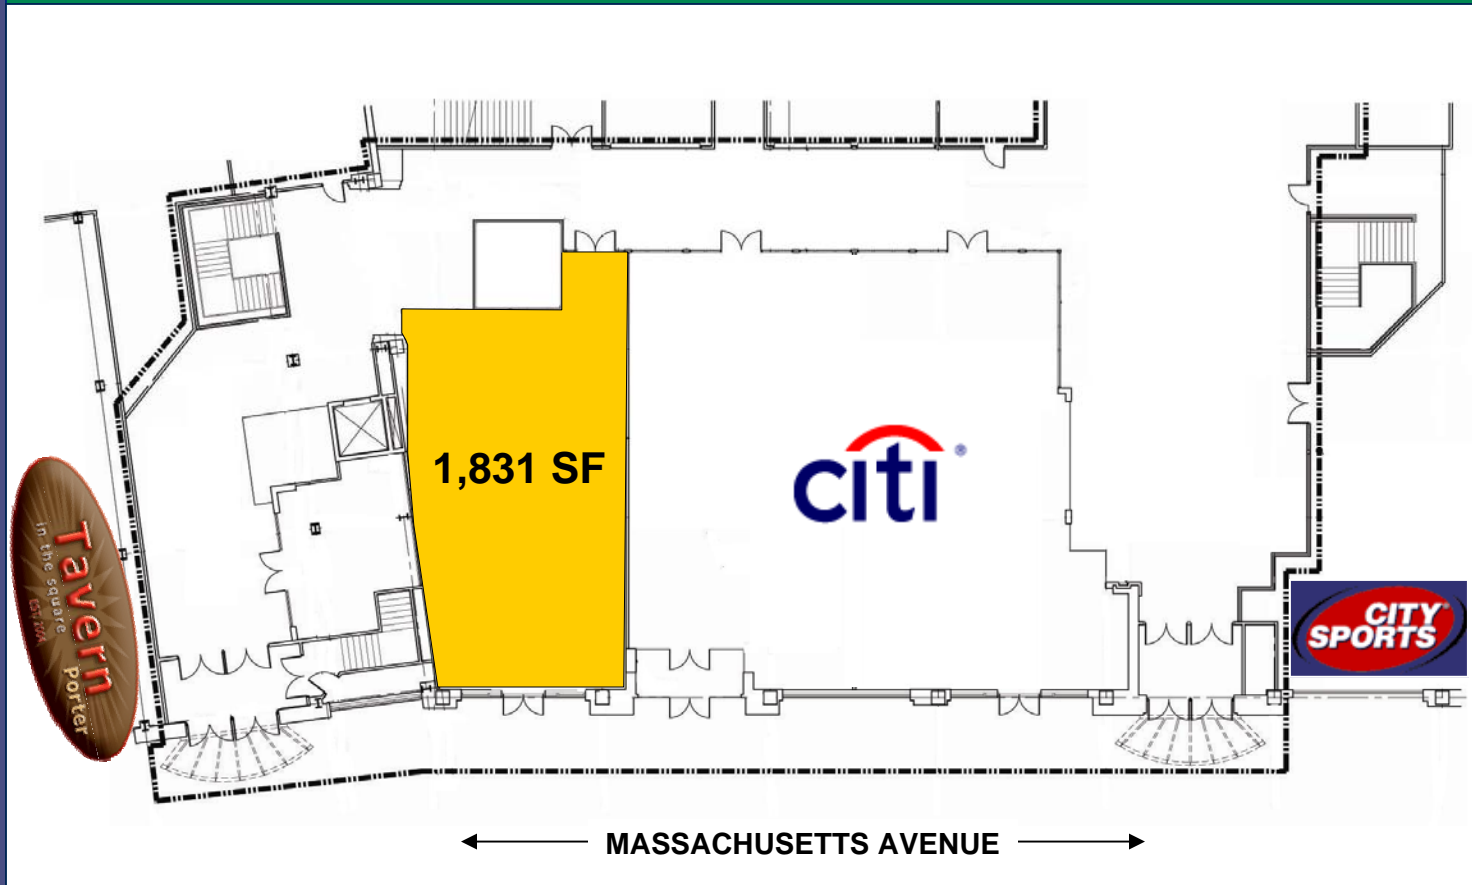 1,831 SF
citi®
Tavern
in the square
porter
CITY
SPORTS
MASSACHUSETTS AVENUE